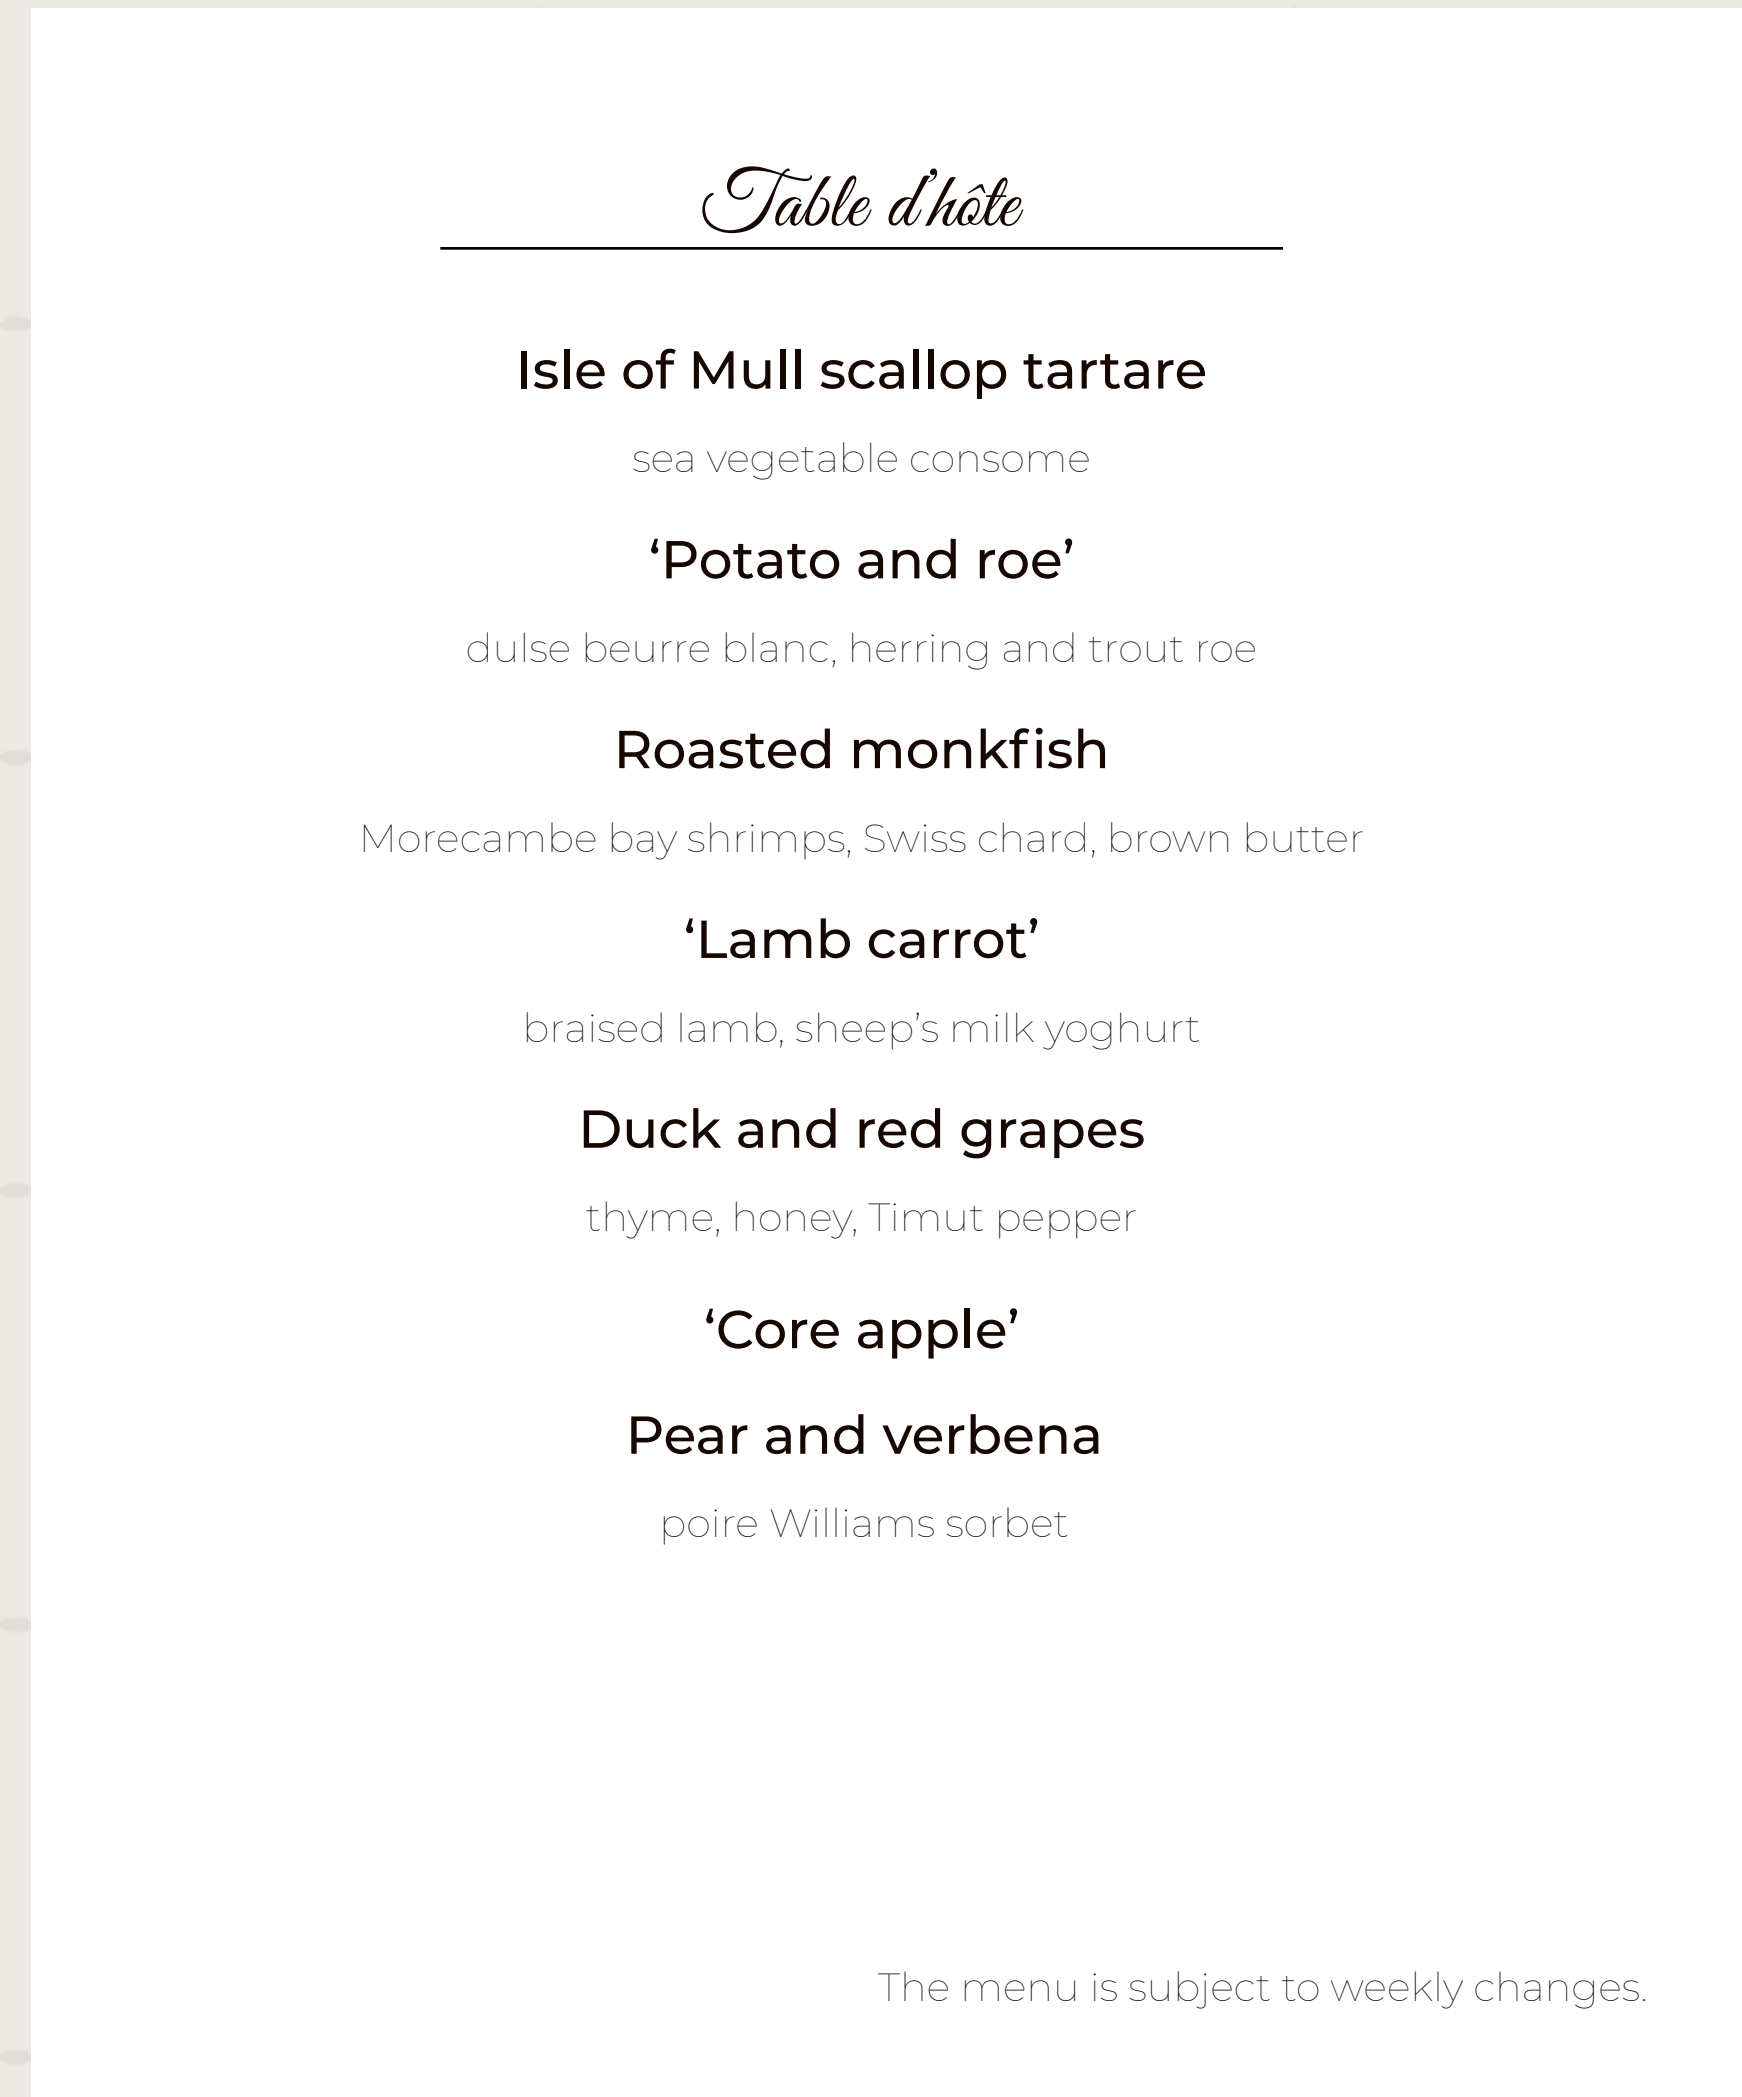 Table d'hôte
Isle of Mull scallop tartare
sea vegetable consome
‘Potato and roe’
dulse beurre blanc, herring and trout roe
Roasted monkfish
Morecambe bay shrimps, Swiss chard, brown butter
‘Lamb carrot’
braised lamb, sheep’s milk yoghurt
Duck and red grapes
thyme, honey, Timut pepper
‘Core apple’
Pear and verbena
poire Williams sorbet
The menu is subject to weekly changes.